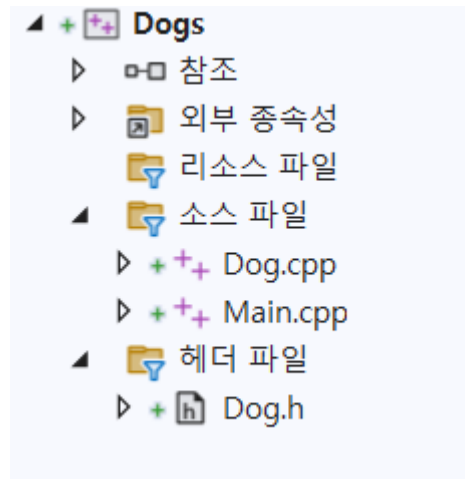 Dogs
참조
외부 종속성
리소스 파일
소스 파일
Dog.cpp
Main.cpp
헤더 파일
Dog.h